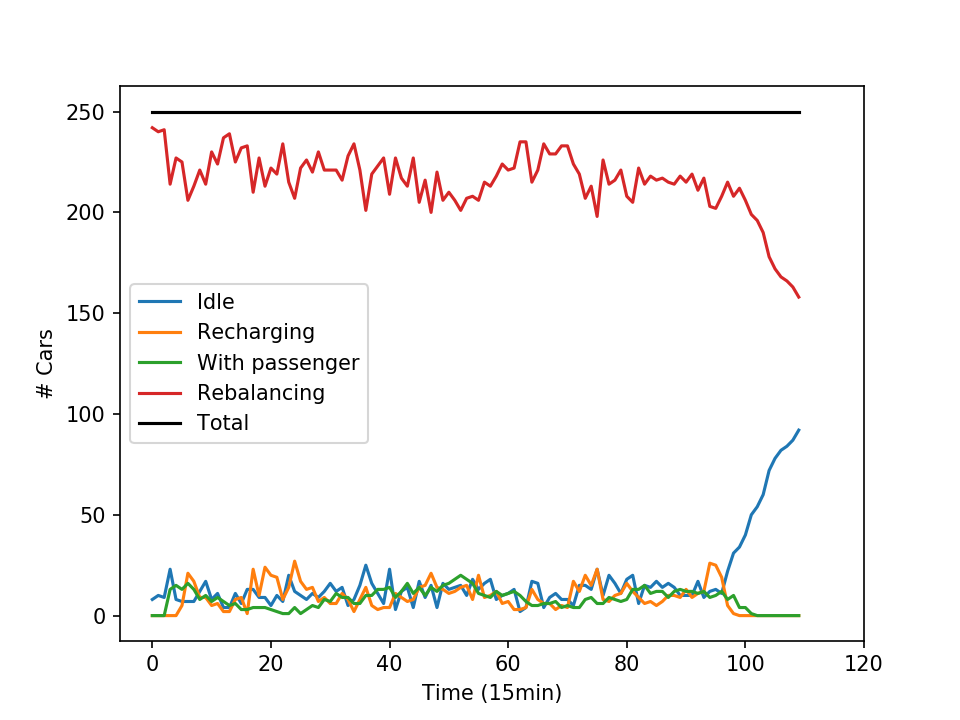 250
200
150
100
50
0
# Cars
Idle
Recharging
With passenger
Rebalancing
Total
0 20 40 60 80 100 120
Time (15min)